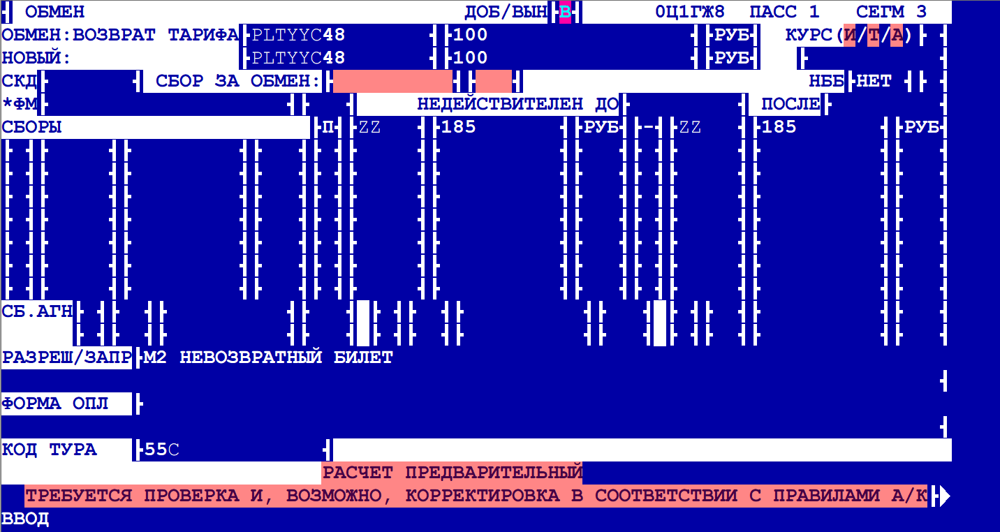 ОБМЕН ДОБ/ВЫН В 0Ц1ГЖ8 ПАСС 1 СЕГМ 3
ОБМЕН:ВОЗВРАТ ТАРИФА PLTYYC48 100 РУБ КУРС(И/Т/А)
НОВЫЙ: PLTYYC48 100 РУБ
СКД СБОР ЗА ОБМЕН: НББ НЕТ
*ФМ НЕДЕЙСТВИТЕЛЕН ДО ПОСЛЕ
СБОРЫ П ZZ 185 РУБ - ZZ 185 РУБ
СБ.АГН
РАЗРЕШ/ЗАПР М2 НЕВОЗВРАТНЫЙ БИЛЕТ
ФОРМА ОПЛ
КОД ТУРА 55C
РАСЧЕТ ПРЕДВАРИТЕЛЬНЫЙ
ТРЕБУЕТСЯ ПРОВЕРКА И, ВОЗМОЖНО, КОРРЕКТИРОВКА В СООТВЕТСТВИИ С ПРАВИЛАМИ А/К
ВВОД